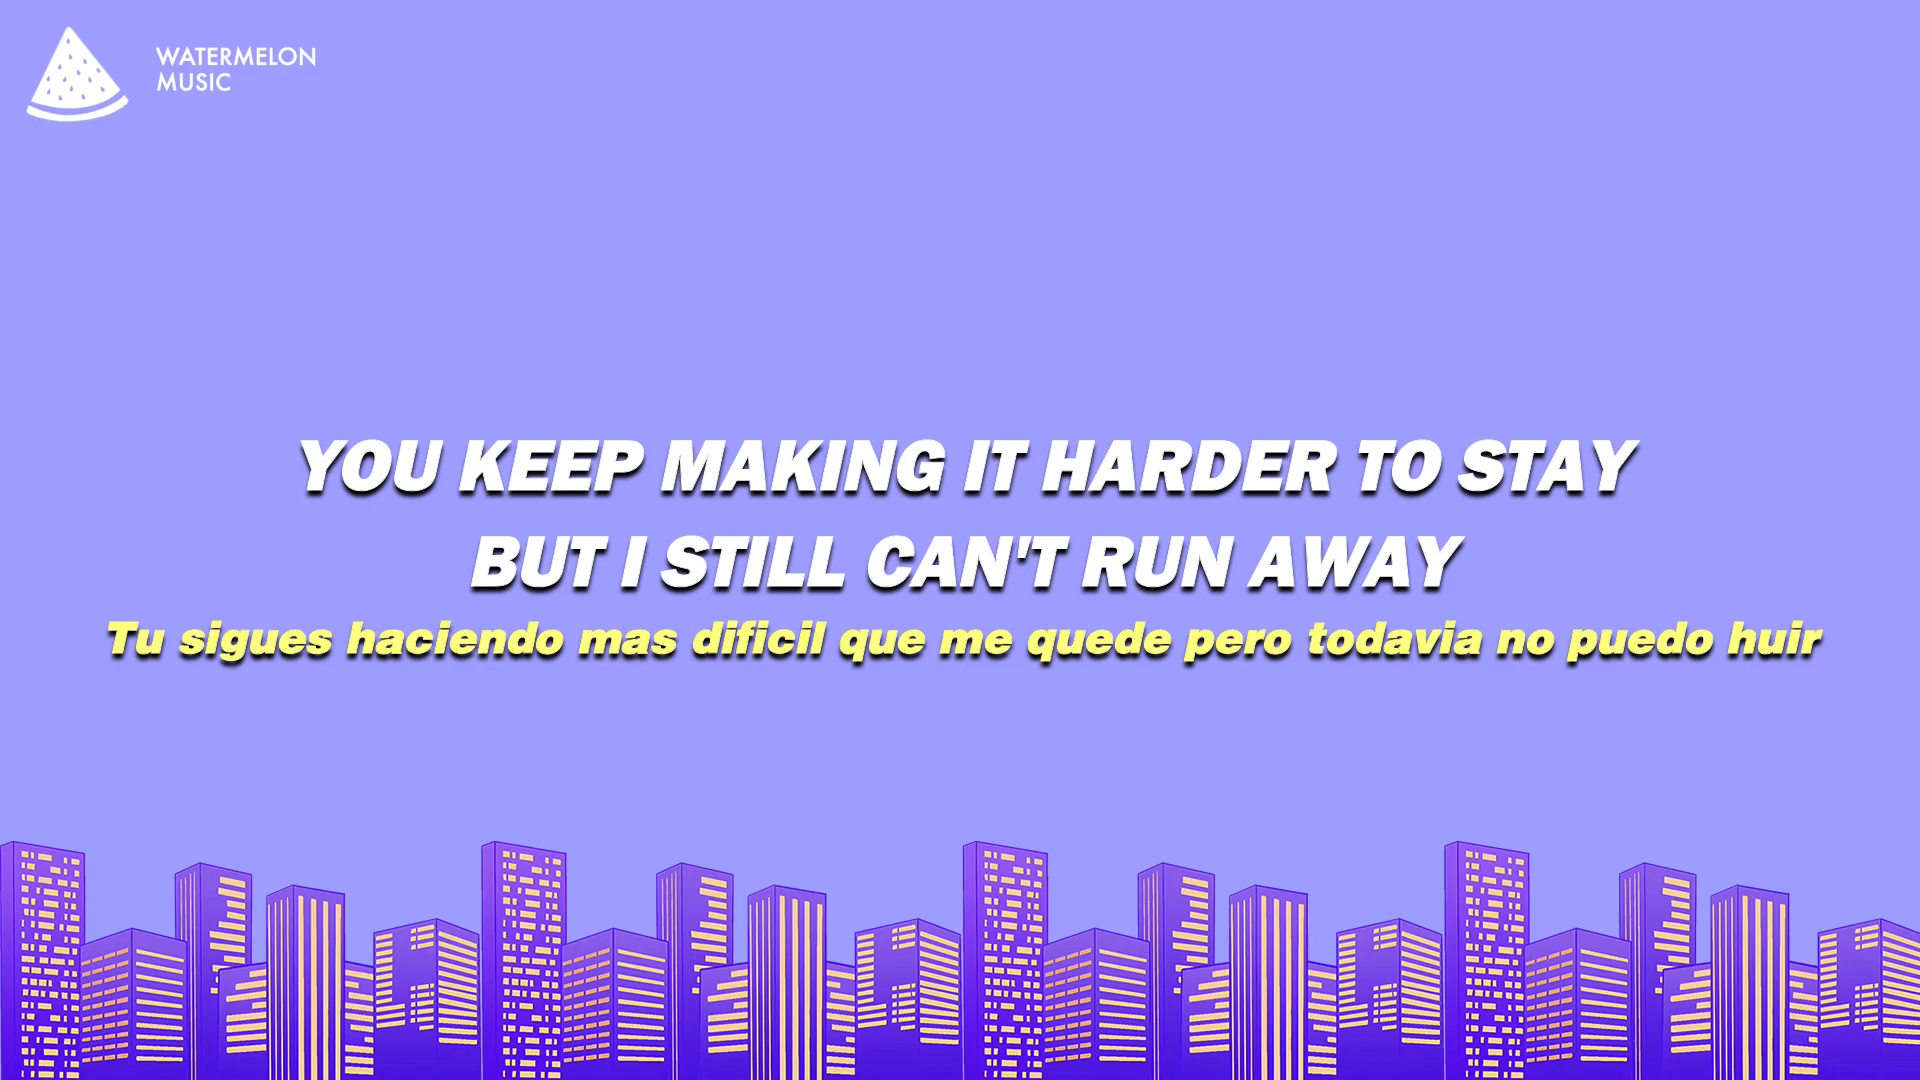 WATERMELON
MUSIC
YOU KEEP MAKING IT HARDER TO STAY
BUT I STILL CAN'T RUN AWAY
Tu sigues haciendo mas dificil que me quede pero todavia no puedo huir